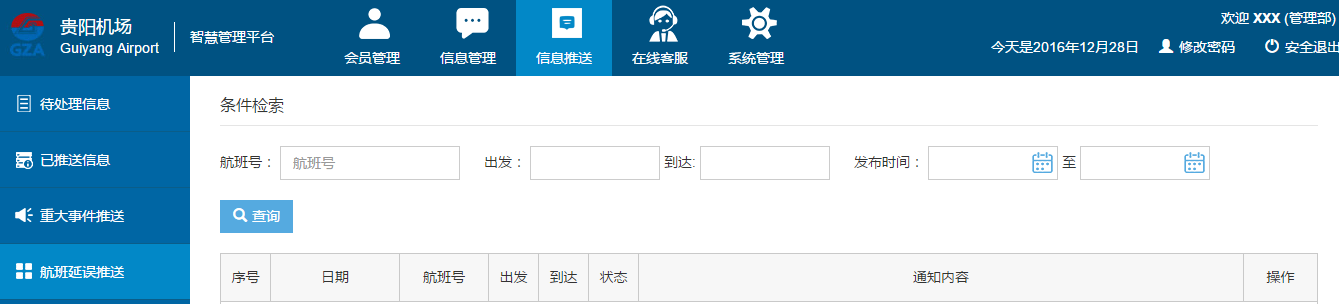 贵阳机场
GZA
Guiyang Airport
智慧管理平台
会员管理
信息管理
信息推送
在线客服
系统管理
欢迎 XXX (管理部)
今天是2016年12月28日
修改密码
安全退出
待处理信息
已推送信息
重大事件推送
航班延误推送
条件检索
航班号： 航班号 出发： 到达: 发布时间： 至
查询
序号 日期 航班号 出发 到达 状态 通知内容 操作